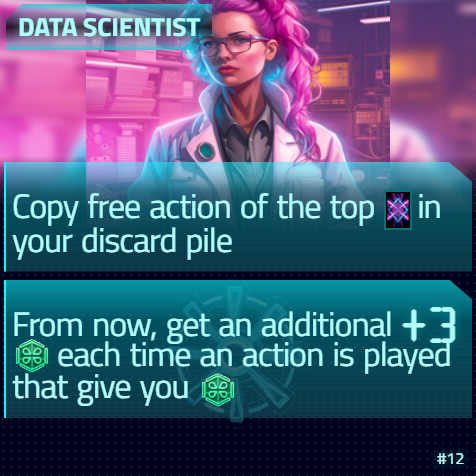 DATA SCIENTIST
Copy free action of the top in
your discard pile
From now, get an additional +3
each time an action is played
that give you
#12